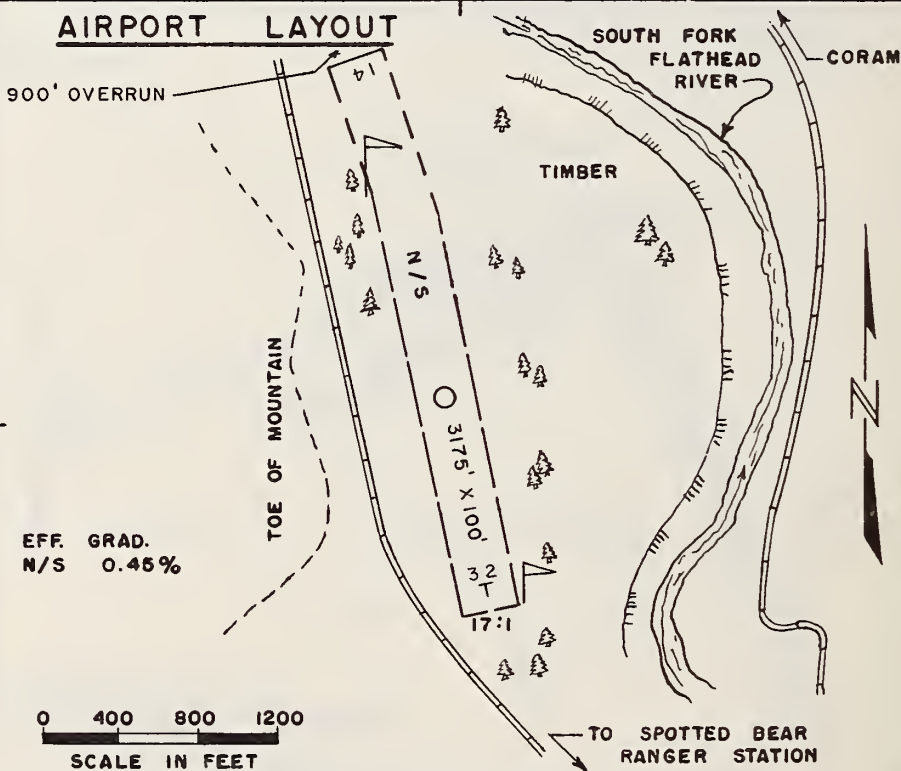 AIRPORT LAYOUT
SOUTH FORK
FLATHEAD
RIVER
CORAM
900' OVERRUN
14
TIMBER
N/S
TOE OF MOUNTAIN
N
3175' X 100'
EFF. GRAD.
N/S 0.45%
32
T
17:1
0 400 800 1200
SCALE IN FEET
TO SPOTTED BEAR
RANGER STATION